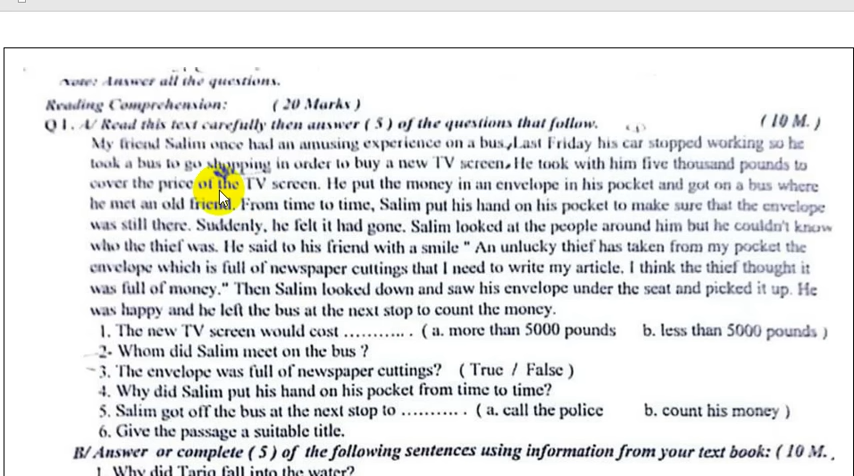 Note: Answer all the questions.
Reading Comprehension: ( 20 Marks )
Q1. A/ Read this text carefully then answer ( 5 ) of the questions that follow. ( 10 M. )
My friend Salim once had an amusing experience on a bus. Last Friday his car stopped working so he
took a bus to go shopping in order to buy a new TV screen. He took with him five thousand pounds to
cover the price of the TV screen. He put the money in an envelope in his pocket and got on a bus where
he met an old friend. From time to time, Salim put his hand on his pocket to make sure that the envelope
was still there. Suddenly, he felt it had gone. Salim looked at the people around him but he couldn't know
who the thief was. He said to his friend with a smile " An unlucky thief has taken from my pocket the
envelope which is full of newspaper cuttings that I need to write my article. I think the thief thought it
was full of money." Then Salim looked down and saw his envelope under the seat and picked it up. He
was happy and he left the bus at the next stop to count the money.
1. The new TV screen would cost ............. ( a. more than 5000 pounds b. less than 5000 pounds )
2- Whom did Salim meet on the bus ?
3. The envelope was full of newspaper cuttings? ( True / False )
4. Why did Salim put his hand on his pocket from time to time?
5. Salim got off the bus at the next stop to .......... . ( a. call the police b. count his money )
6. Give the passage a suitable title.
B/ Answer or complete ( 5 ) of the following sentences using information from your text book: ( 10 M.
1. Why did Tariq fall into the water?